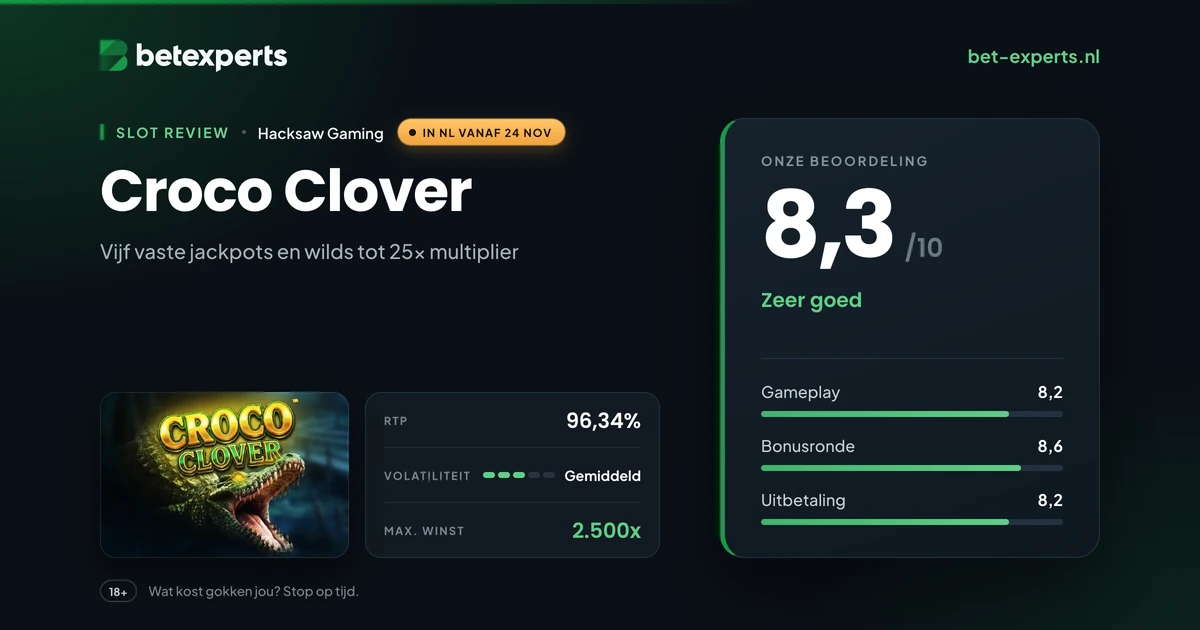 betexperts
bet-experts.nl
SLOT REVIEW • Hacksaw Gaming
IN NL VANAF 24 NOV
Croco Clover
Vijf vaste jackpots en wilds tot 25x multiplier
CROCO™
CLOVER
RTP 96,34%
VOLATILITEIT Gemiddeld
MAX. WINST 2.500x
ONZE BEOORDELING
8,3 /10
Zeer goed
Gameplay 8,2
Bonusronde 8,6
Uitbetaling 8,2
18+ Wat kost gokken jou? Stop op tijd.